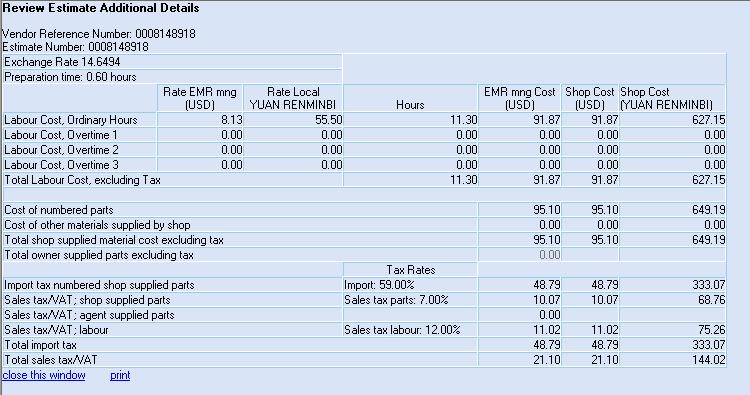 Review Estimate Additional Details
Vendor Reference Number: 0008148918
Estimate Number: 0008148918
Exchange Rate 14.6494
Preparation time: 0.60 hours
Rate EMR mng (USD) Rate Local YUAN RENMINBI Hours EMR mng Cost (USD) Shop Cost (USD) Shop Cost (YUAN RENMINBI)
Labour Cost, Ordinary Hours 8.13 55.50 11.30 91.87 91.87 627.15
Labour Cost, Overtime 1 0.00 0.00 0.00 0.00 0.00 0.00
Labour Cost, Overtime 2 0.00 0.00 0.00 0.00 0.00 0.00
Labour Cost, Overtime 3 0.00 0.00 0.00 0.00 0.00 0.00
Total Labour Cost, excluding Tax 11.30 91.87 91.87 627.15
Cost of numbered parts 95.10 95.10 649.19
Cost of other materials supplied by shop 0.00 0.00 0.00
Total shop supplied material cost excluding tax 95.10 95.10 649.19
Total owner supplied parts excluding tax 0.00
Tax Rates
Import tax numbered shop supplied parts Import: 59.00% 48.79 48.79 333.07
Sales tax/VAT; shop supplied parts Sales tax parts: 7.00% 10.07 10.07 68.76
Sales tax/VAT; agent supplied parts 0.00
Sales tax/VAT; labour Sales tax labour: 12.00% 11.02 11.02 75.26
Total import tax 48.79 48.79 333.07
Total sales tax/VAT 21.10 21.10 144.02
close this window print